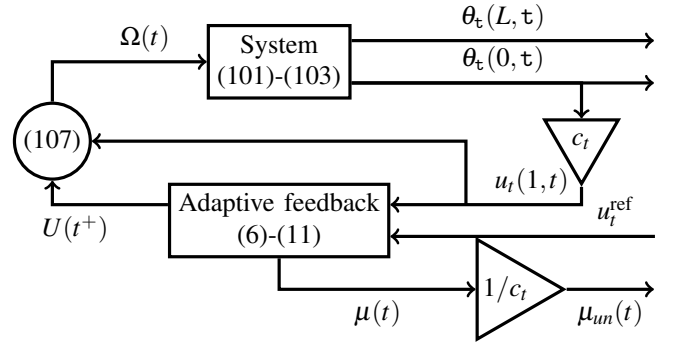 θ_t(L,t)
Ω(t)
System
(101)-(103)
θ_t(0,t)
(107)
c_t
u_t(1,t)
Adaptive feedback
(6)-(11)
u_t^ref
U(t⁺)
1/c_t
μ(t)
μ_un(t)